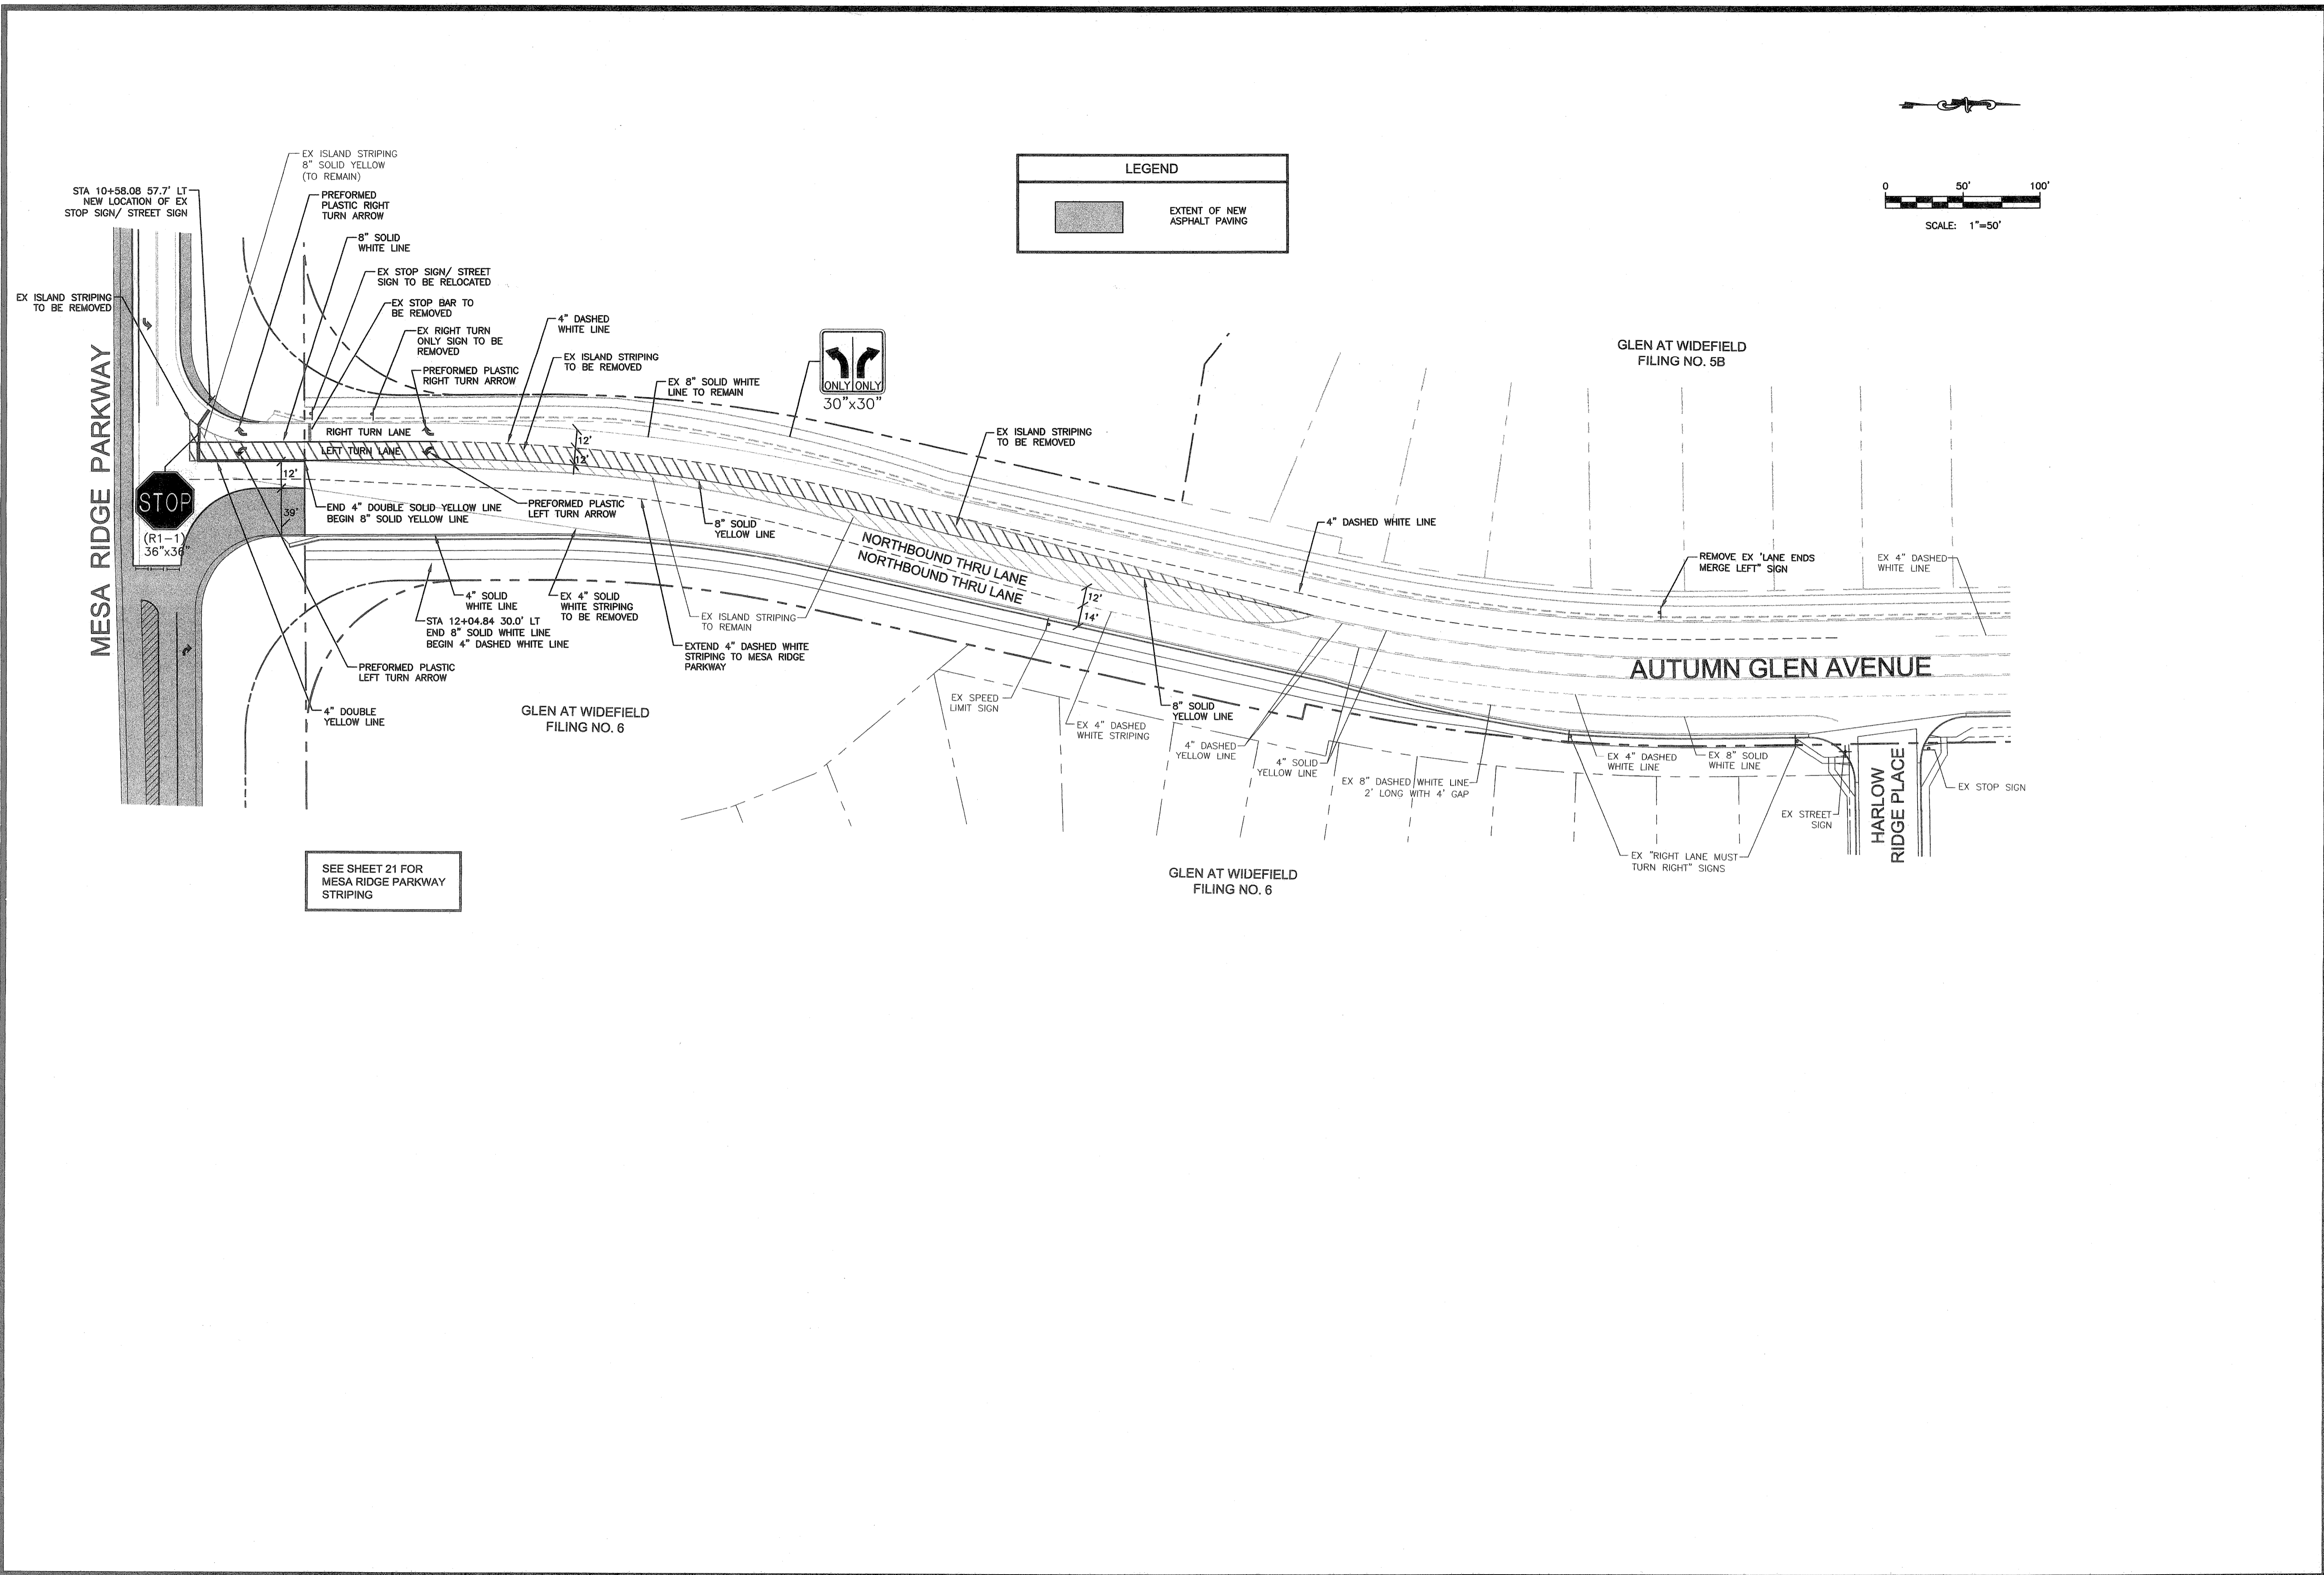 EX ISLAND STRIPING
8" SOLID YELLOW
(TO REMAIN)
STA 10+58.08 57.7' LT
NEW LOCATION OF EX
STOP SIGN/ STREET SIGN
PREFORMED
PLASTIC RIGHT
TURN ARROW
8" SOLID
WHITE LINE
EX STOP SIGN/ STREET
SIGN TO BE RELOCATED
EX ISLAND STRIPING
TO BE REMOVED
EX STOP BAR TO
BE REMOVED
EX RIGHT TURN
ONLY SIGN TO BE
REMOVED
4" DASHED
WHITE LINE
EX ISLAND STRIPING
TO BE REMOVED
PREFORMED PLASTIC
RIGHT TURN ARROW
EX 8" SOLID WHITE
LINE TO REMAIN
ONLY ONLY
30"x30"
LEGEND
EXTENT OF NEW
ASPHALT PAVING
0 50' 100'
SCALE: 1"=50'
GLEN AT WIDEFIELD
FILING NO. 5B
MESA RIDGE PARKWAY
RIGHT TURN LANE
LEFT TURN LANE
12'
12'
12'
39'
STOP
(R1-1)
36"x36"
END 4" DOUBLE SOLID YELLOW LINE
BEGIN 8" SOLID YELLOW LINE
PREFORMED PLASTIC
LEFT TURN ARROW
8" SOLID
YELLOW LINE
EX ISLAND STRIPING
TO BE REMOVED
NORTHBOUND THRU LANE
NORTHBOUND THRU LANE
4" DASHED WHITE LINE
REMOVE EX 'LANE ENDS
MERGE LEFT" SIGN
EX 4" DASHED
WHITE LINE
4" SOLID
WHITE LINE
EX 4" SOLID
WHITE STRIPING
TO BE REMOVED
STA 12+04.84 30.0' LT
END 8" SOLID WHITE LINE
BEGIN 4" DASHED WHITE LINE
EX ISLAND STRIPING
TO REMAIN
EXTEND 4" DASHED WHITE
STRIPING TO MESA RIDGE
PARKWAY
12'
14'
PREFORMED PLASTIC
LEFT TURN ARROW
4" DOUBLE
YELLOW LINE
GLEN AT WIDEFIELD
FILING NO. 6
EX SPEED
LIMIT SIGN
EX 4" DASHED
WHITE STRIPING
8" SOLID
YELLOW LINE
4" DASHED
YELLOW LINE
4" SOLID
YELLOW LINE
EX 8" DASHED WHITE LINE
2' LONG WITH 4' GAP
AUTUMN GLEN AVENUE
EX 4" DASHED
WHITE LINE
EX 8" SOLID
WHITE LINE
EX STREET
SIGN
HARLOW
RIDGE PLACE
EX STOP SIGN
EX "RIGHT LANE MUST
TURN RIGHT" SIGNS
SEE SHEET 21 FOR
MESA RIDGE PARKWAY
STRIPING
GLEN AT WIDEFIELD
FILING NO. 6